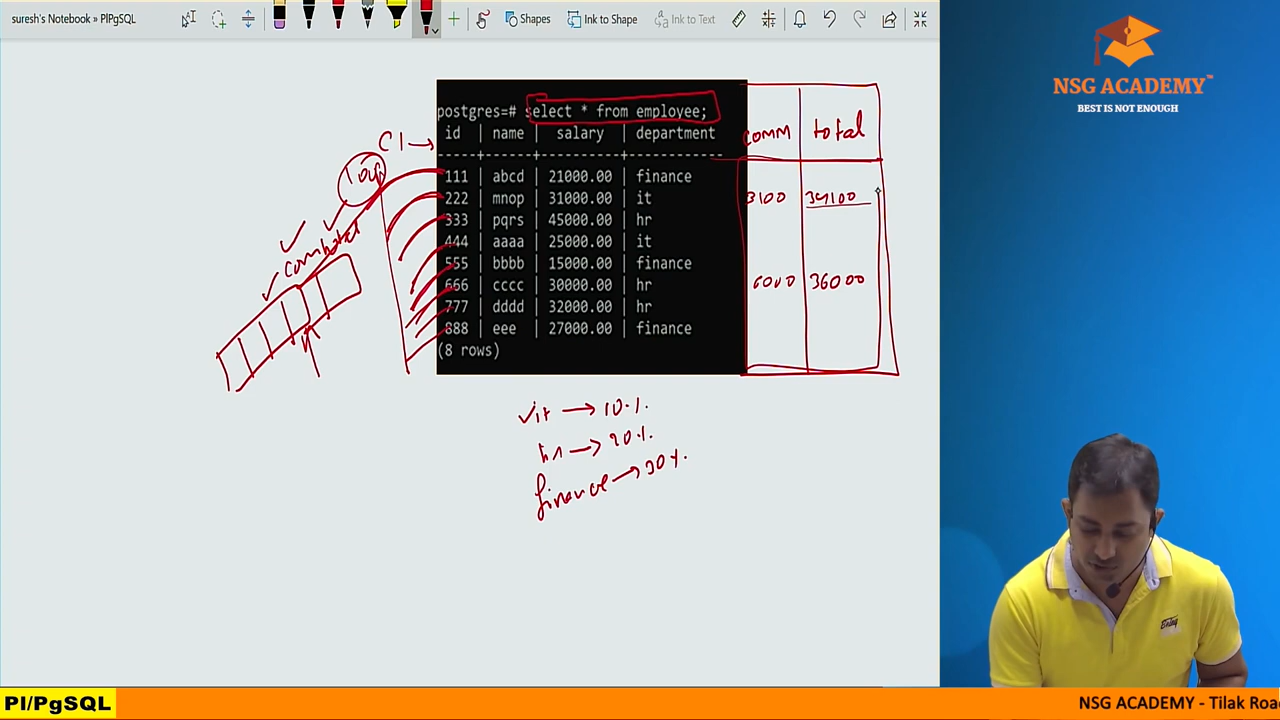 suresh's Notebook » PlPgSQL
Shapes
Ink to Shape
Ink to Text
NSG ACADEMY™
BEST IS NOT ENOUGH
postgres=# select * from employee;
id | name | salary | department
-----+------+----------+------------
111 | abcd | 21000.00 | finance
222 | mnop | 31000.00 | it
333 | pqrs | 45000.00 | hr
444 | aaaa | 25000.00 | it
555 | bbbb | 15000.00 | finance
666 | cccc | 30000.00 | hr
777 | dddd | 32000.00 | hr
888 | eee | 27000.00 | finance
(8 rows)
COMM total
3100 34100
6000 36000
C1 →
it → 10%
hr → 20%
finance → 30%
Pl/PgSQL
NSG ACADEMY - Tilak Roa